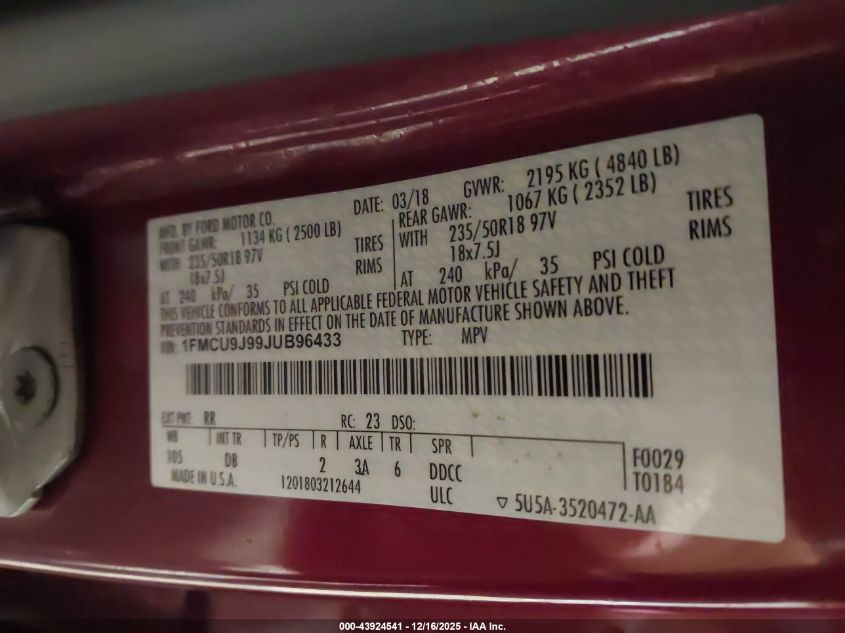 MFD. BY FORD MOTOR CO.
DATE: 03/18
GVWR: 2195 KG ( 4840 LB)
FRONT GAWR: 1134 KG ( 2500 LB)
REAR GAWR: 1067 KG ( 2352 LB)
WITH 235/50R18 97V TIRES
WITH 235/50R18 97V TIRES
18x7.5J RIMS
18x7.5J RIMS
AT 240 kPa/ 35 PSI COLD
AT 240 kPa/ 35 PSI COLD
THIS VEHICLE CONFORMS TO ALL APPLICABLE FEDERAL MOTOR VEHICLE SAFETY AND THEFT
PREVENTION STANDARDS IN EFFECT ON THE DATE OF MANUFACTURE SHOWN ABOVE.
VIN: 1FMCU9J99JUB96433
TYPE: MPV
EXT PNT: RR
RC: 23 DSO:
WB INT TR TP/PS R AXLE TR SPR
105 DB 2 3A 6 DDCC
F0029
T0184
MADE IN U.S.A.
1201803212644
ULC
▽ 5U5A-3520472-AA
000-43924541 - 12/16/2025 - IAA Inc.